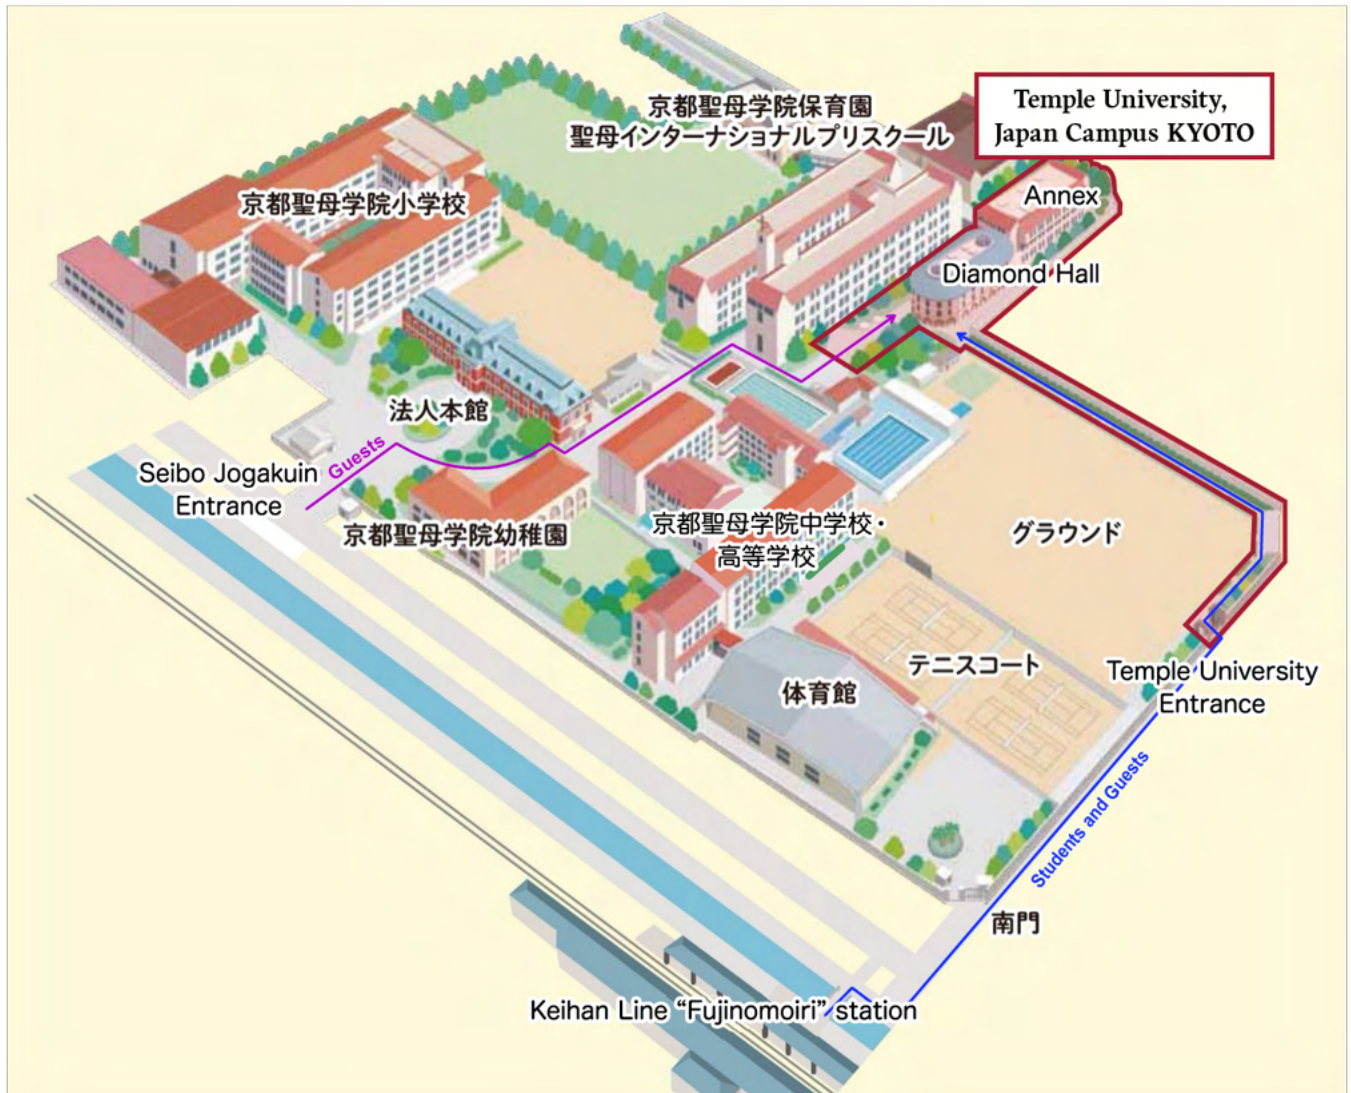 京都聖母学院保育園
聖母インターナショナルプリスクール
Temple University,
Japan Campus KYOTO
Annex
京都聖母学院小学校
Diamond Hall
法人本館
Seibo Jogakuin
Entrance
Guests
京都聖母学院幼稚園
京都聖母学院中学校・
高等学校
グラウンド
テニスコート
体育館
Temple University
Entrance
Students and Guests
南門
Keihan Line “Fujinomoiri” station